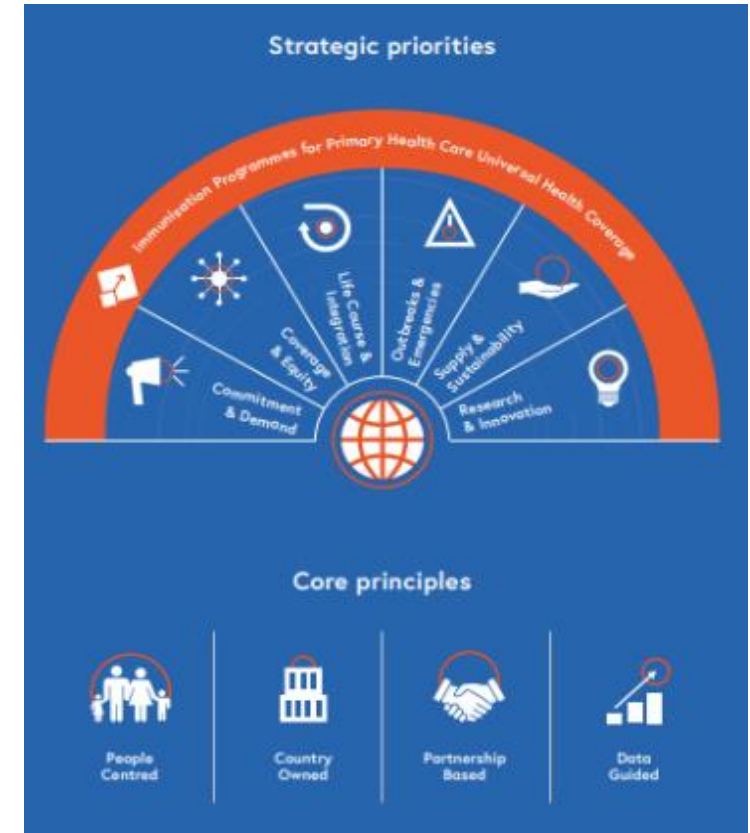 Strategic priorities
Immunisation Programmes for Primary Health Care Universal Health Coverage
Commitment
& Demand
Coverage
& Equity
Life Course &
Integration
Outbreaks &
Emergencies
Supply &
Sustainability
Research
& Innovation
Core principles
People
Centred
Country
Owned
Partnership
Based
Data
Guided